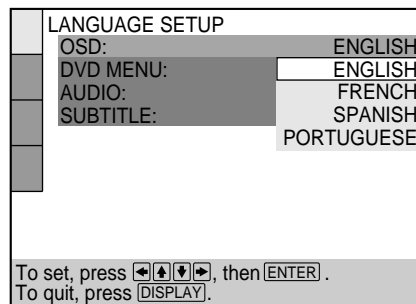 LANGUAGE SETUP
OSD: ENGLISH
DVD MENU: ENGLISH
AUDIO: FRENCH
SUBTITLE: SPANISH
PORTUGUESE
To set, press ←↑↓→, then ENTER .
To quit, press DISPLAY.